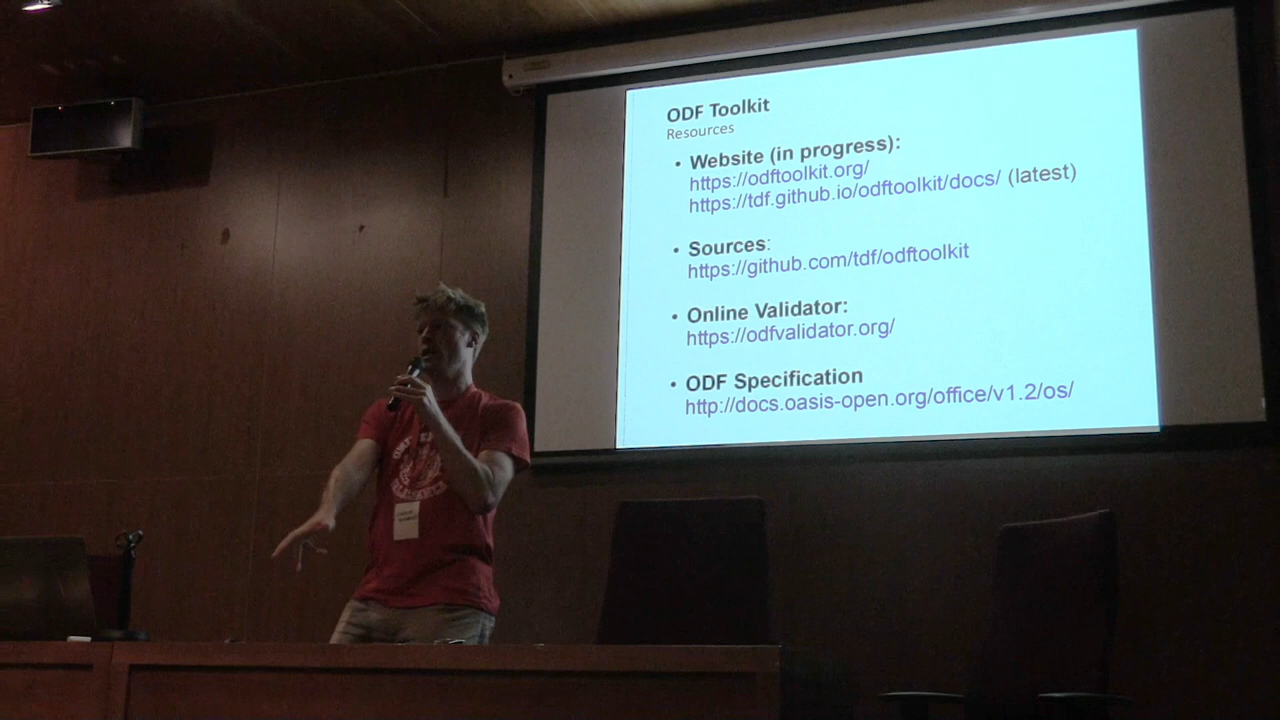 ODF Toolkit
Resources
• Website (in progress):
https://odftoolkit.org/
https://tdf.github.io/odftoolkit/docs/ (latest)
• Sources:
https://github.com/tdf/odftoolkit
• Online Validator:
https://odfvalidator.org/
• ODF Specification
http://docs.oasis-open.org/office/v1.2/os/